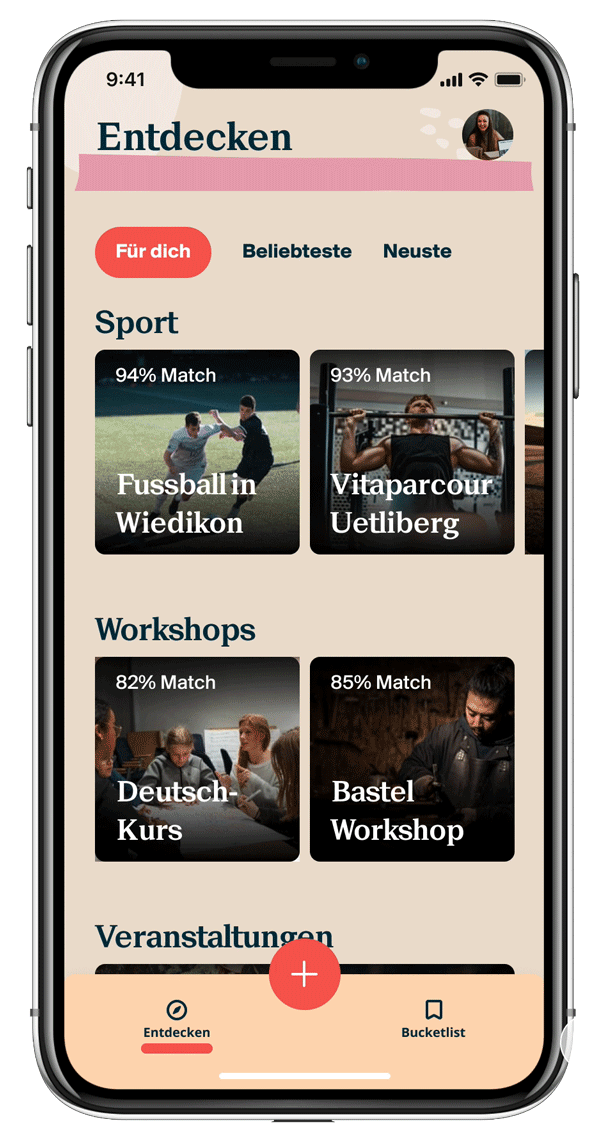 9:41
Entdecken
Für dich
Beliebteste
Neuste
Sport
94% Match
Fussball in
Wiedikon
93% Match
Vitaparcour
Uetliberg
Workshops
82% Match
Deutsch-
Kurs
85% Match
Bastel
Workshop
Veranstaltungen
Entdecken
Bucketlist